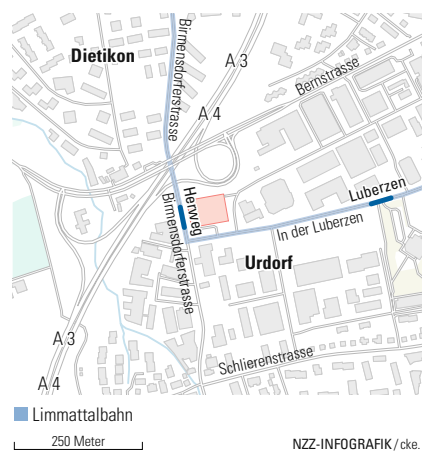 Dietikon
Birmensdorferstrasse
A 3
A 4
Bernstrasse
Herweg
Birmensdorferstrasse
Luberzen
In der Luberzen
Urdorf
A 3
A 4
Schlierenstrasse
Limmattalbahn
250 Meter
NZZ-INFOGRAFIK / cke.